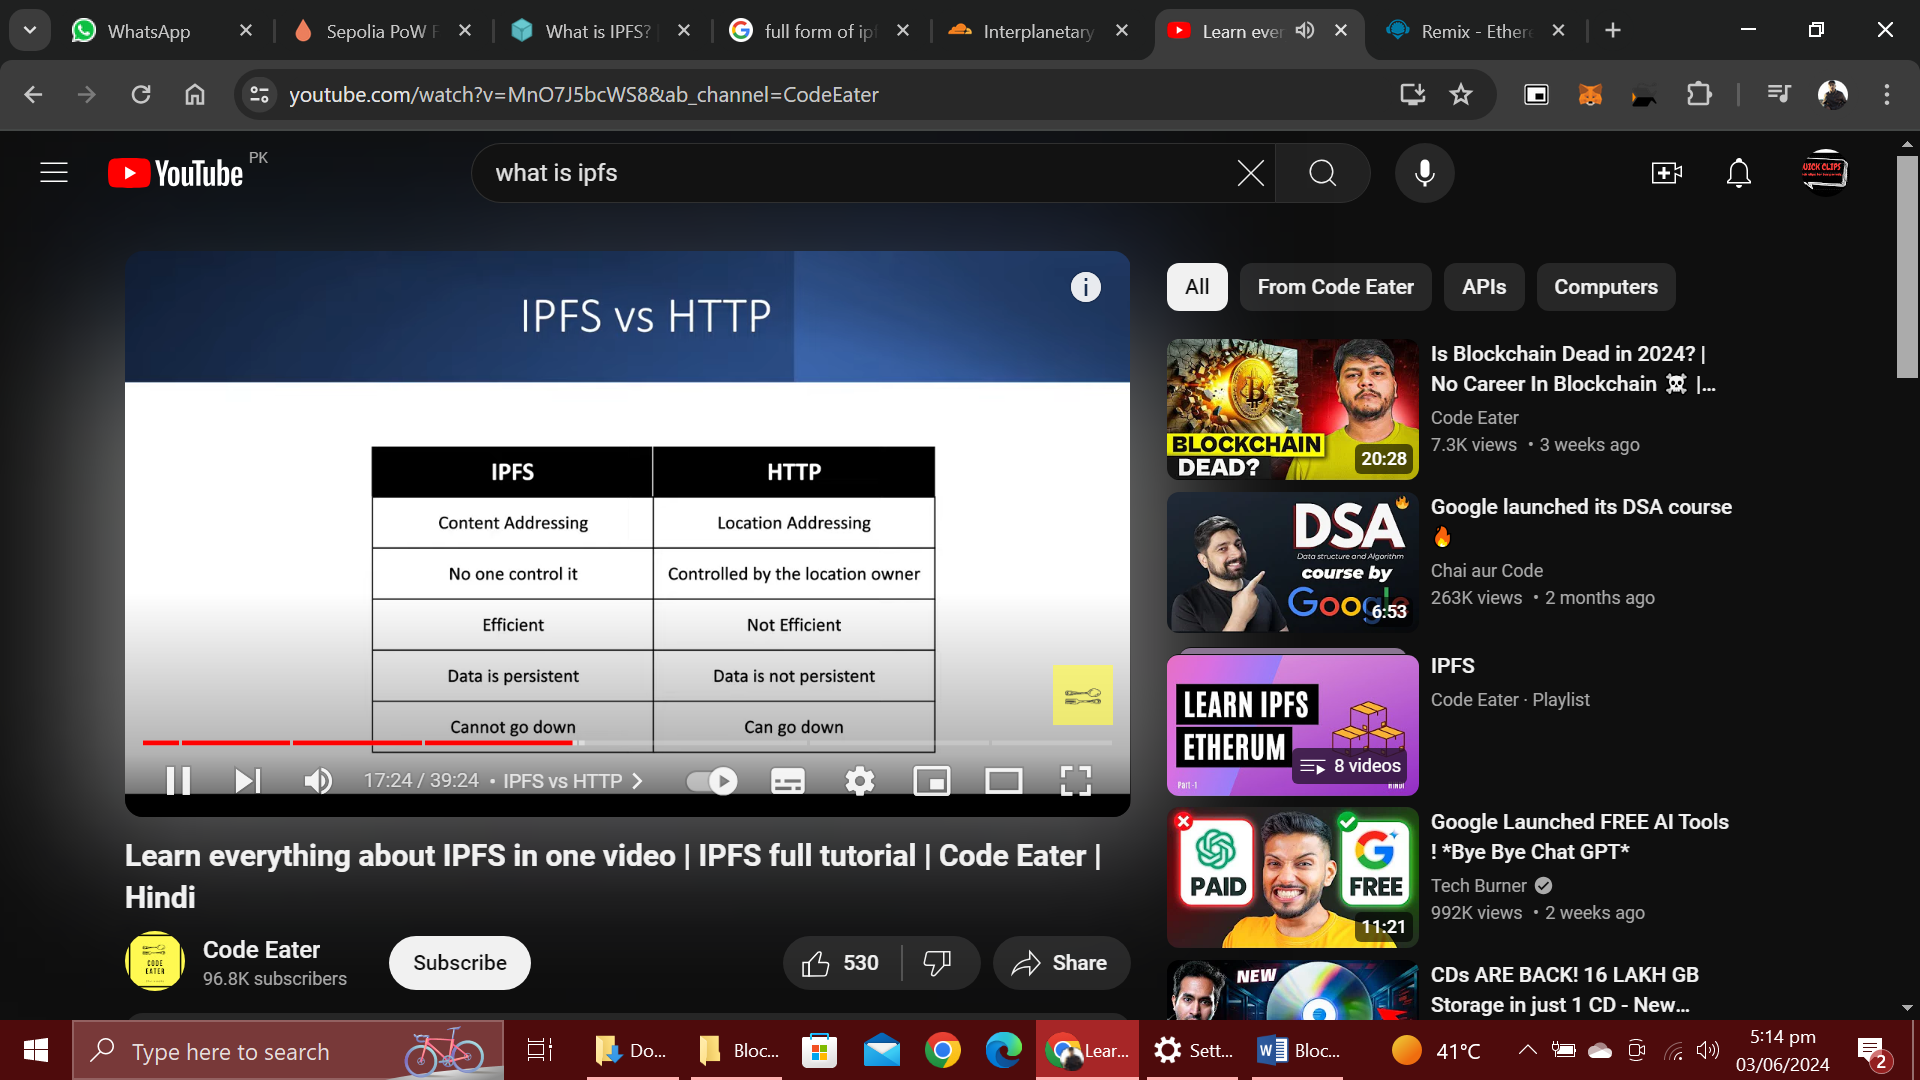 WhatsApp
Sepolia PoW F
What is IPFS?
full form of ipf
Interplanetary
Learn ever
Remix - Ethere
youtube.com/watch?v=MnO7J5bcWS8&ab_channel=CodeEater
YouTube PK
what is ipfs
QUICK CLIPS
IPFS vs HTTP
IPFS HTTP
Content Addressing Location Addressing
No one control it Controlled by the location owner
Efficient Not Efficient
Data is persistent Data is not persistent
Cannot go down Can go down
17:24 / 39:24 • IPFS vs HTTP
Learn everything about IPFS in one video | IPFS full tutorial | Code Eater |
Hindi
CODE
EATER
Code Eater
96.8K subscribers
Subscribe
530
Share
All
From Code Eater
APIs
Computers
BLOCKCHAIN
DEAD?
20:28
Is Blockchain Dead in 2024? |
No Career In Blockchain ☠ |...
Code Eater
7.3K views • 3 weeks ago
DSA
Data structure and Algorithm
course by
Google
6:53
Google launched its DSA course
🔥
Chai aur Code
263K views • 2 months ago
LEARN IPFS
ETHERUM
Part -1
HINDI
8 videos
IPFS
Code Eater · Playlist
PAID
FREE
11:21
Google Launched FREE AI Tools
! *Bye Bye Chat GPT*
Tech Burner
992K views • 2 weeks ago
NEW
CDs ARE BACK! 16 LAKH GB
Storage in just 1 CD - New...
Type here to search
Do...
Bloc...
Lear...
Sett...
Bloc...
41°C
5:14 pm
03/06/2024
2